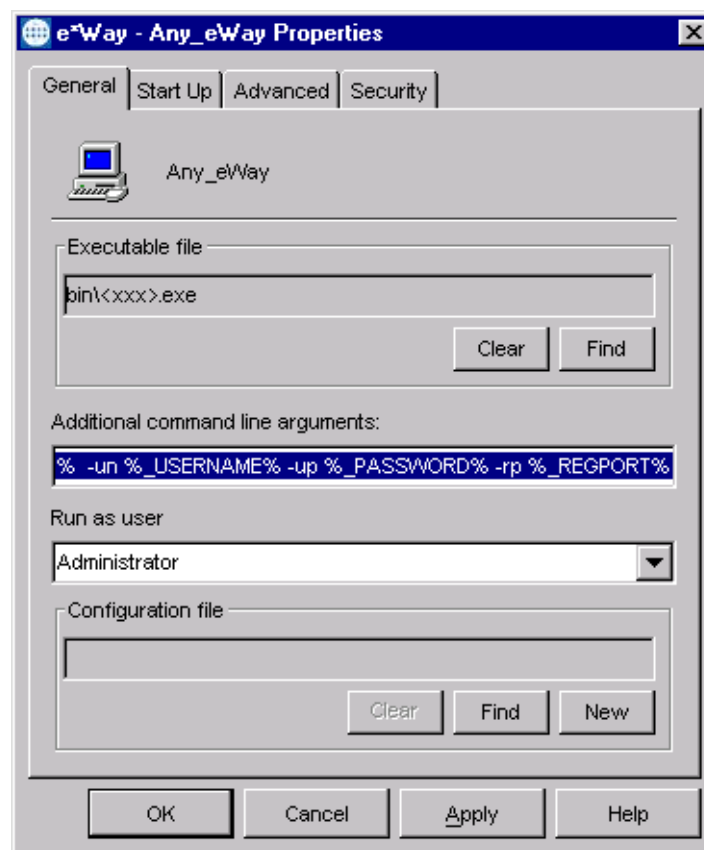 e*Way - Any_eWay Properties
General Start Up Advanced Security
Any_eWay
Executable file
bin\<xxx>.exe
Clear Find
Additional command line arguments:
% -un %_USERNAME% -up %_PASSWORD% -rp %_REGPORT%
Run as user
Administrator
Configuration file
Clear Find New
OK Cancel Apply Help